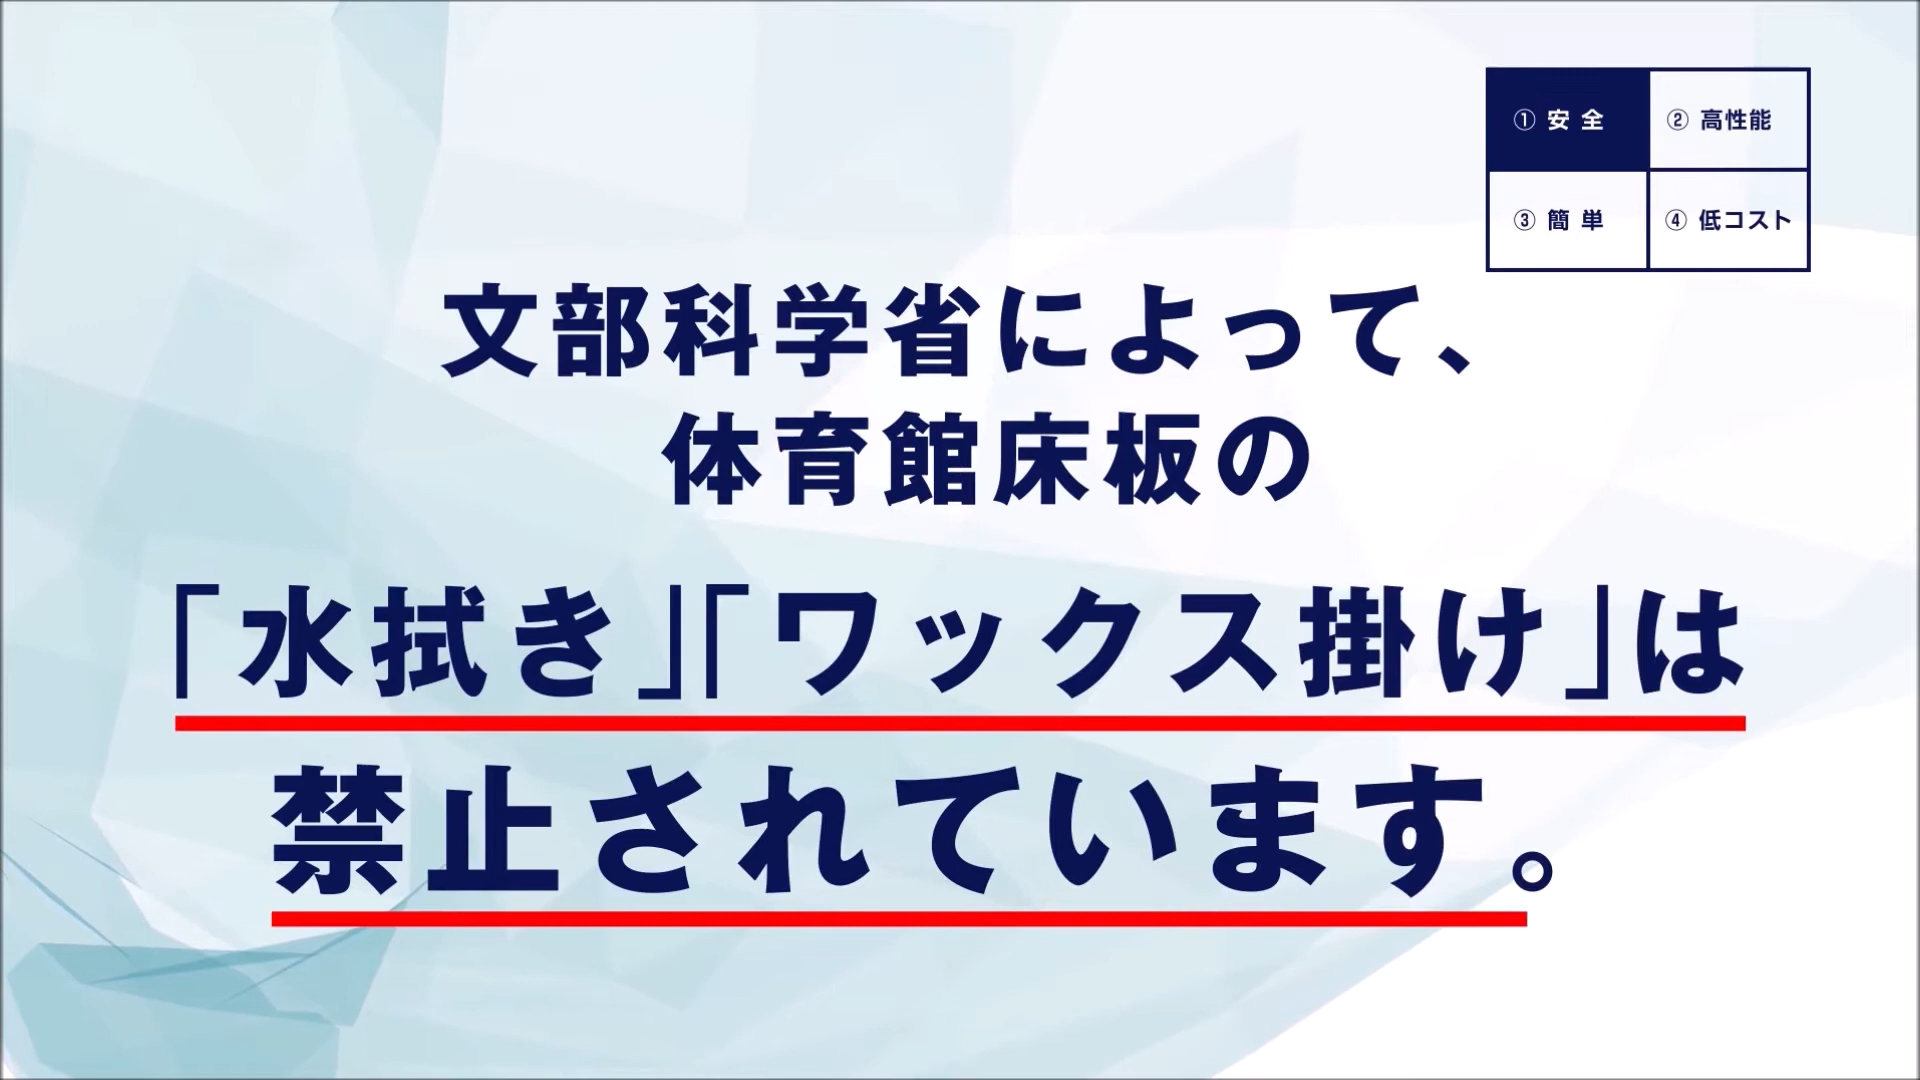 ① 安 全
② 高性能
③ 簡 単
④ 低コスト
文部科学省によって、
体育館床板の
「水拭き」「ワックス掛け」は
禁止されています。